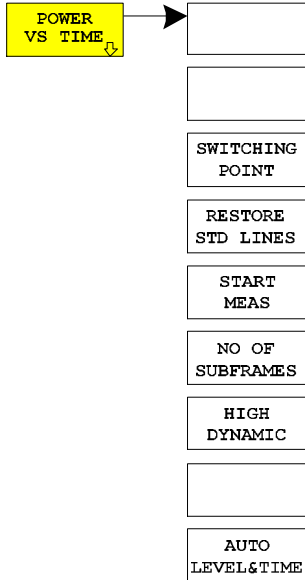 POWER
VS TIME
SWITCHING
POINT
RESTORE
STD LINES
START
MEAS
NO OF
SUBFRAMES
HIGH
DYNAMIC
AUTO
LEVEL&TIME